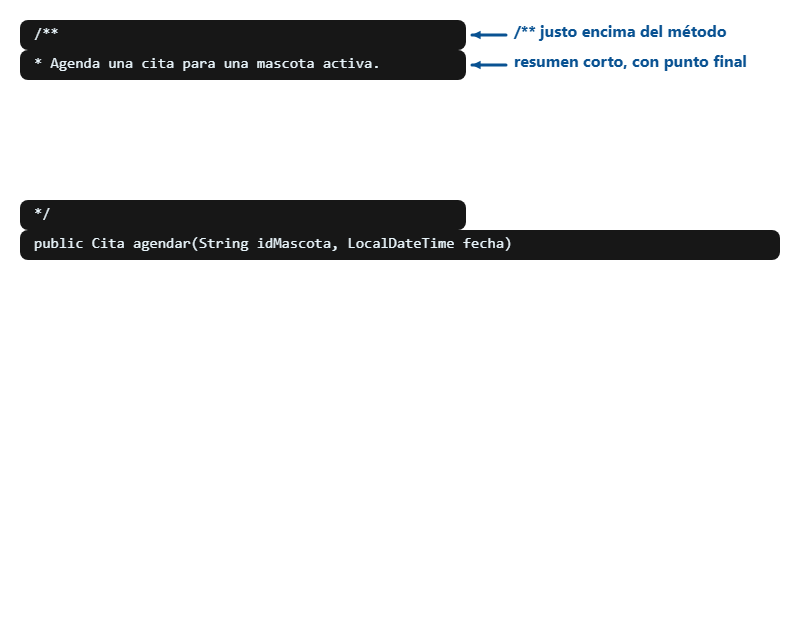 /**
/** justo encima del método
* Agenda una cita para una mascota activa.
resumen corto, con punto final
*/
public Cita agendar(String idMascota, LocalDateTime fecha)